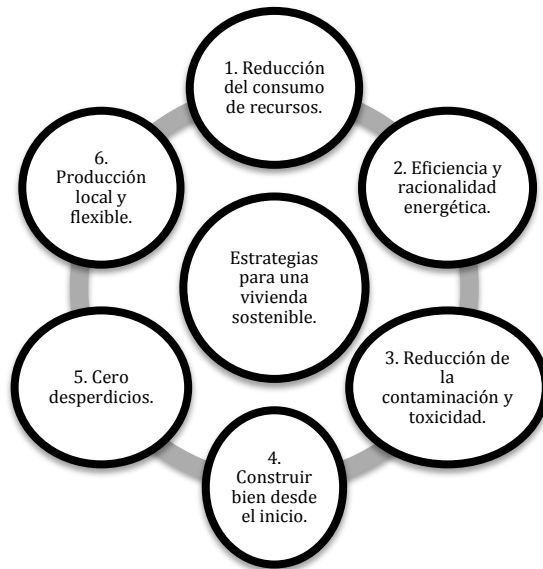 1. Reducción
del consumo
de recursos.
2. Eficiencia y
racionalidad
energética.
3. Reducción de
la
contaminación y
toxicidad.
4.
Construir
bien desde
el inicio.
5. Cero
desperdicios.
6.
Producción
local y
flexible.
Estrategias
para una
vivienda
sostenible.